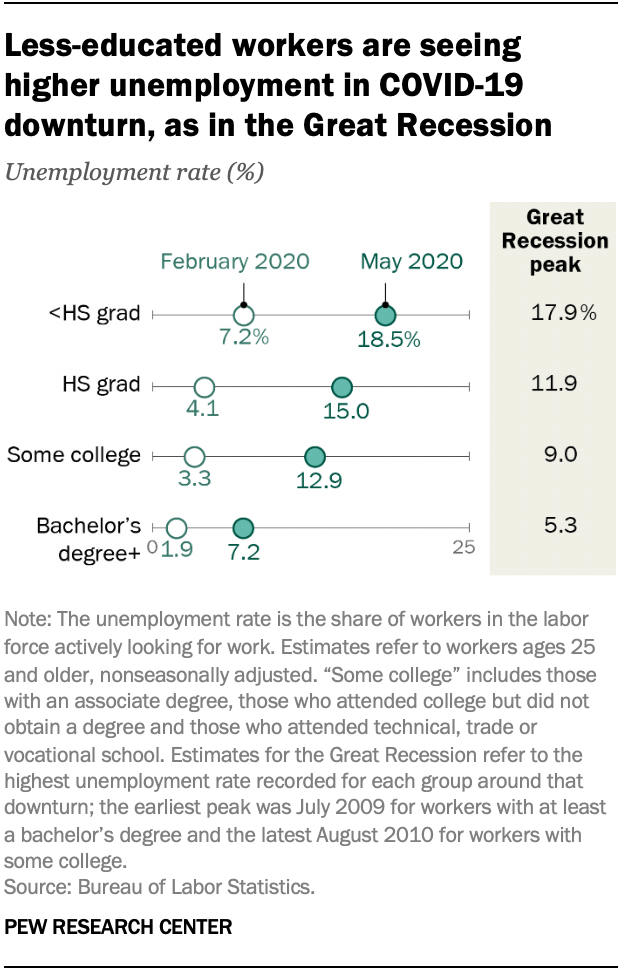 Less-educated workers are seeing
higher unemployment in COVID-19
downturn, as in the Great Recession
Unemployment rate (%)
Great
Recession
peak
February 2020 May 2020
<HS grad 7.2% 18.5% 17.9%
HS grad 4.1 15.0 11.9
Some college 3.3 12.9 9.0
Bachelor’s
degree+ 0 1.9 7.2 25 5.3
Note: The unemployment rate is the share of workers in the labor
force actively looking for work. Estimates refer to workers ages 25
and older, nonseasonally adjusted. “Some college” includes those
with an associate degree, those who attended college but did not
obtain a degree and those who attended technical, trade or
vocational school. Estimates for the Great Recession refer to the
highest unemployment rate recorded for each group around that
downturn; the earliest peak was July 2009 for workers with at least
a bachelor’s degree and the latest August 2010 for workers with
some college.
Source: Bureau of Labor Statistics.
PEW RESEARCH CENTER